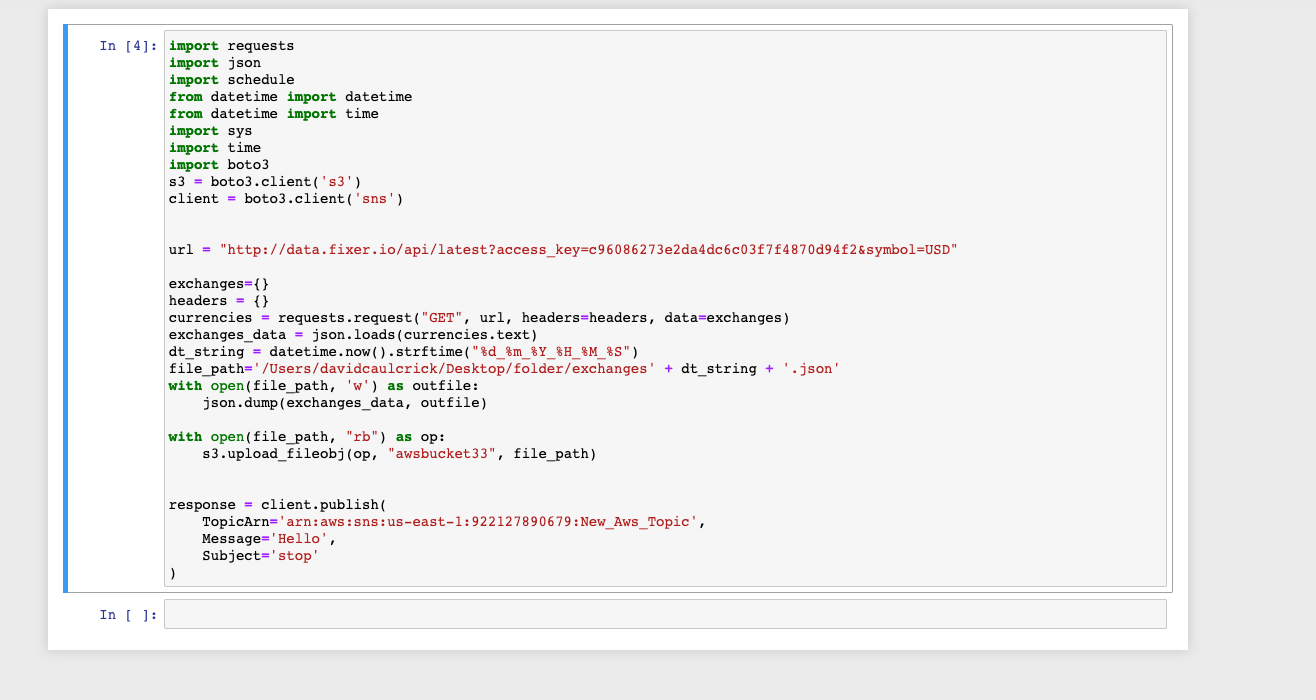 In [4]:
import requests
import json
import schedule
from datetime import datetime
from datetime import time
import sys
import time
import boto3
s3 = boto3.client('s3')
client = boto3.client('sns')
url = "http://data.fixer.io/api/latest?access_key=c96086273e2da4dc6c03f7f4870d94f2&symbol=USD"
exchanges={}
headers = {}
currencies = requests.request("GET", url, headers=headers, data=exchanges)
exchanges_data = json.loads(currencies.text)
dt_string = datetime.now().strftime("%d_%m_%Y_%H_%M_%S")
file_path='/Users/davidcaulcrick/Desktop/folder/exchanges' + dt_string + '.json'
with open(file_path, 'w') as outfile:
    json.dump(exchanges_data, outfile)
with open(file_path, "rb") as op:
    s3.upload_fileobj(op, "awsbucket33", file_path)
response = client.publish(
    TopicArn='arn:aws:sns:us-east-1:922127890679:New_Aws_Topic',
    Message='Hello',
    Subject='stop'
)
In [ ]: